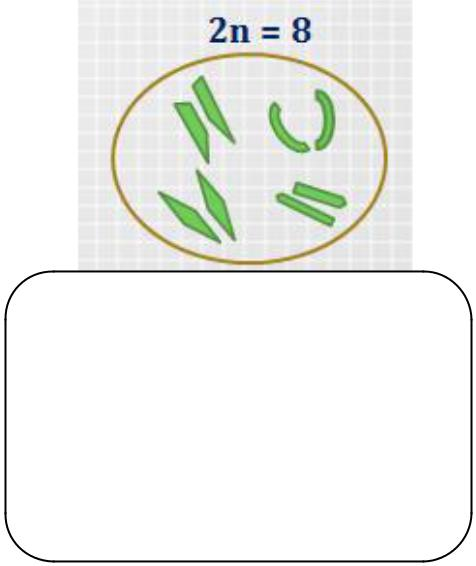 2n = 8